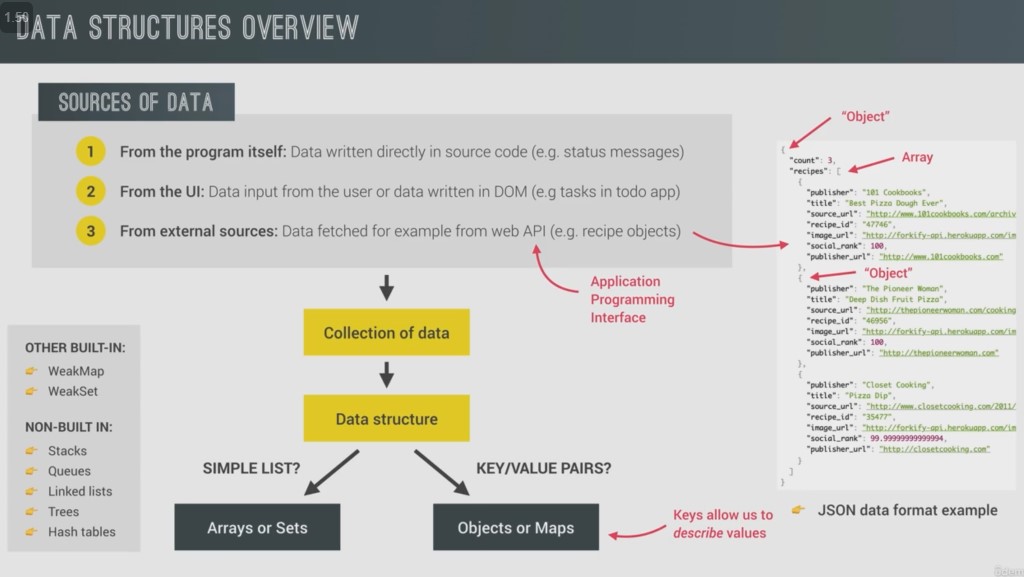 1.50
DATA STRUCTURES OVERVIEW
SOURCES OF DATA
1 From the program itself: Data written directly in source code (e.g. status messages)
2 From the UI: Data input from the user or data written in DOM (e.g tasks in todo app)
3 From external sources: Data fetched for example from web API (e.g. recipe objects)
Application
Programming
Interface
Collection of data
Data structure
SIMPLE LIST?
KEY/VALUE PAIRS?
Arrays or Sets
Objects or Maps
Keys allow us to
describe values
OTHER BUILT-IN:
WeakMap
WeakSet
NON-BUILT IN:
Stacks
Queues
Linked lists
Trees
Hash tables
“Object”
Array
“Object”
{
"count": 3,
"recipes": [
{
"publisher": "101 Cookbooks",
"title": "Best Pizza Dough Ever",
"source_url": "http://www.101cookbooks.com/archiv
"recipe_id": "47746",
"image_url": "http://forkify-api.herokuapp.com/im
"social_rank": 100,
"publisher_url": "http://www.101cookbooks.com"
},
{
"publisher": "The Pioneer Woman",
"title": "Deep Dish Fruit Pizza",
"source_url": "http://thepioneerwoman.com/cooking
"recipe_id": "46956",
"image_url": "http://forkify-api.herokuapp.com/im
"social_rank": 100,
"publisher_url": "http://thepioneerwoman.com"
},
{
"publisher": "Closet Cooking",
"title": "Pizza Dip",
"source_url": "http://www.closetcooking.com/2011/
"recipe_id": "35477",
"image_url": "http://forkify-api.herokuapp.com/im
"social_rank": 99.99999999999994,
"publisher_url": "http://closetcooking.com"
}
]
}
JSON data format example